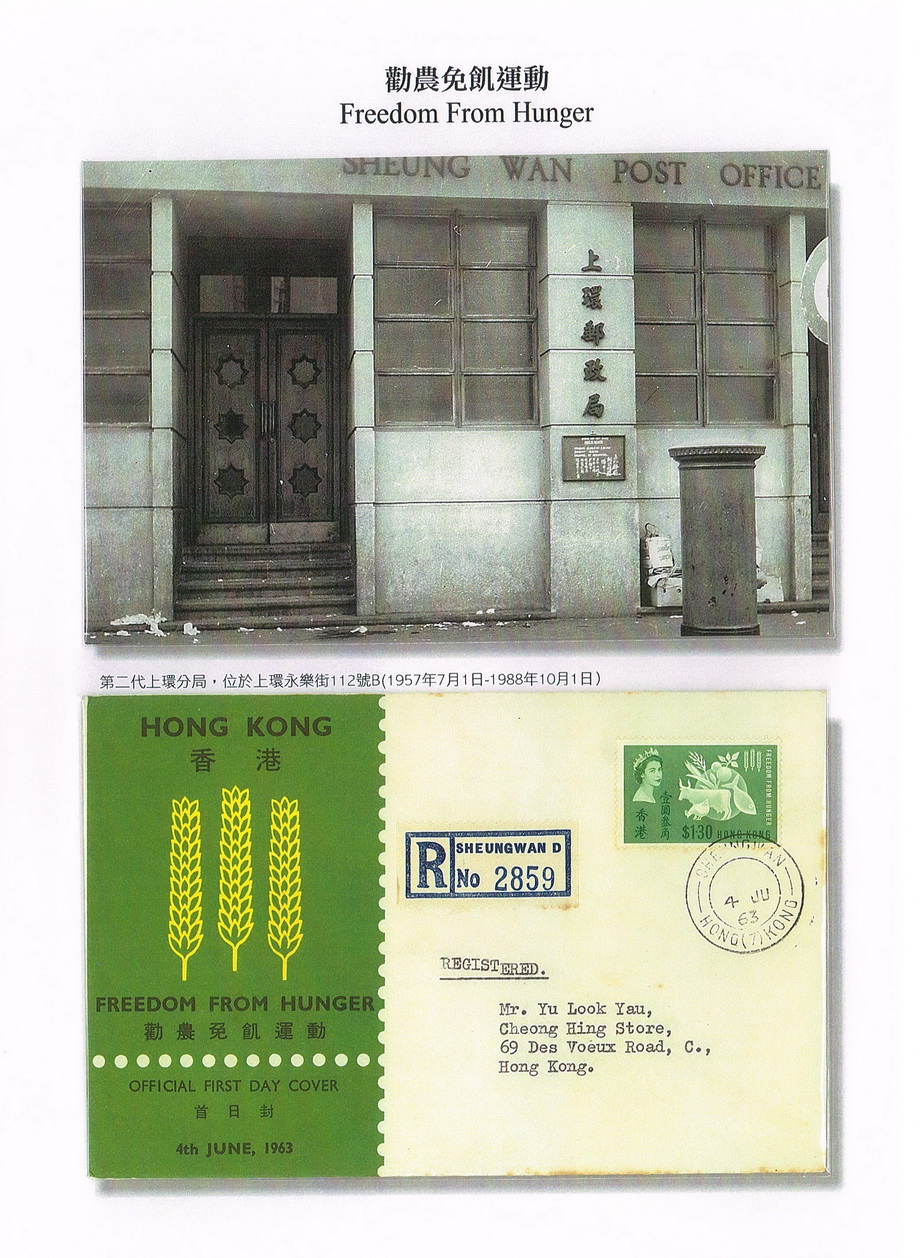 勸農免飢運動
Freedom From Hunger
SHEUNG WAN POST OFFICE
上環郵政局
第二代上環分局，位於上環永樂街112號B(1957年7月1日-1988年10月1日）
HONG KONG
香港
FREEDOM FROM HUNGER
勸農免飢運動
OFFICIAL FIRST DAY COVER
首日封
4th JUNE, 1963
FREEDOM FROM HUNGER
香港
壹圓叁角
$1·30 HONG KONG
R
SHEUNGWAN D
No 2859
SHEUNGWAN
4 JU
63
HONG(7)KONG
REGISTERED.
Mr. Yu Look Yau,
Cheong Hing Store,
69 Des Voeux Road, C.,
Hong Kong.